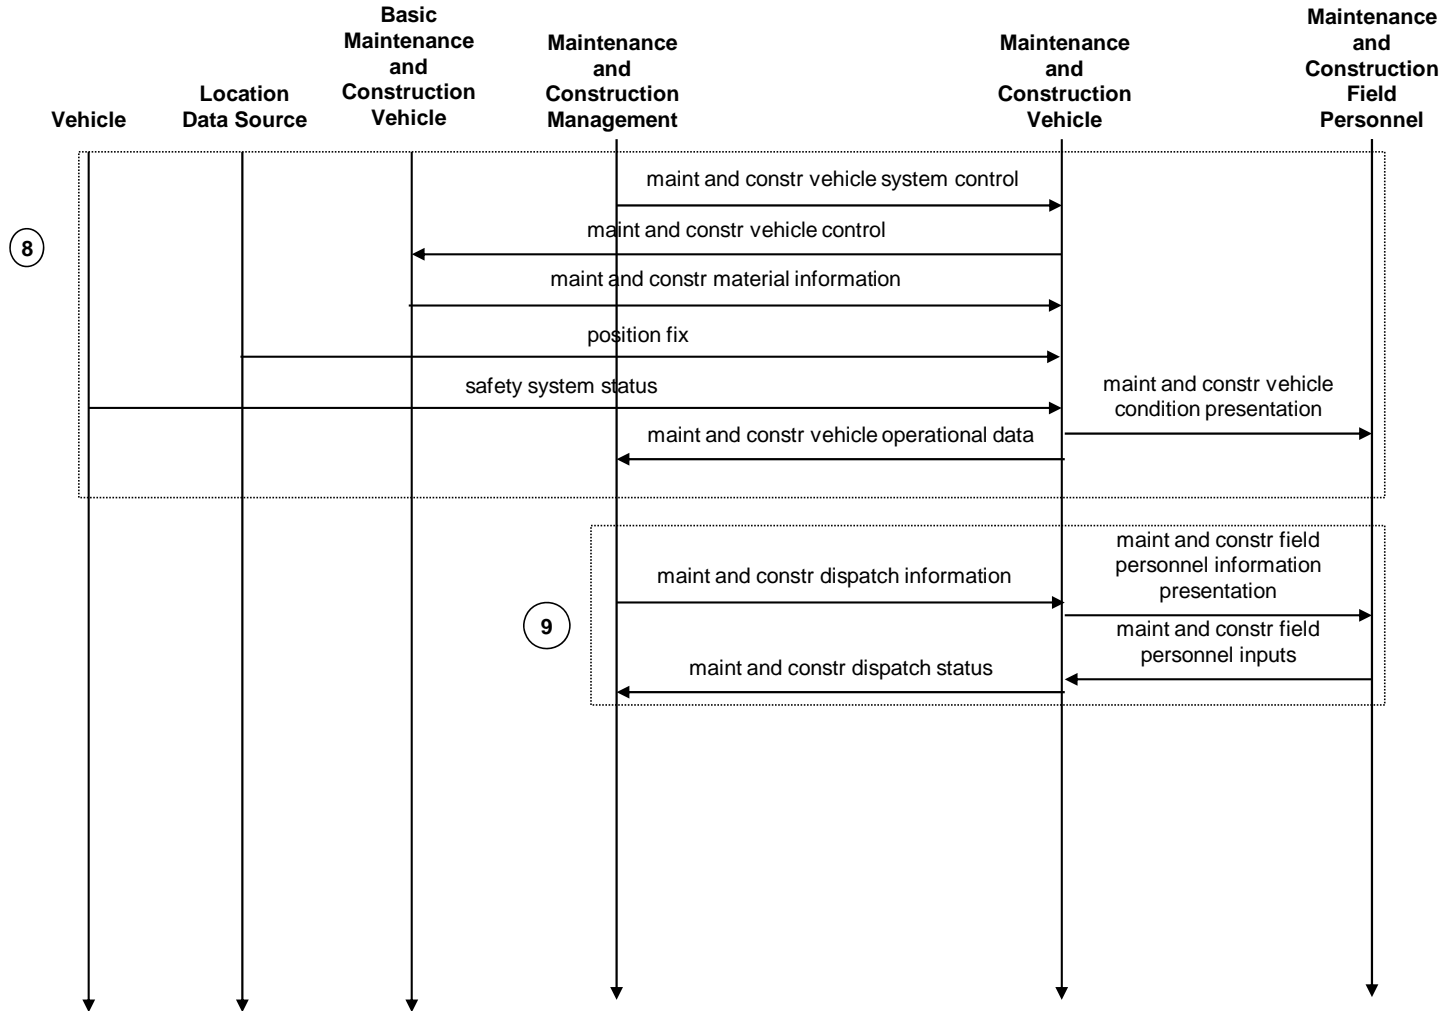 Vehicle
Location
Data Source
Basic
Maintenance
and
Construction
Vehicle
Maintenance
and
Construction
Management
Maintenance
and
Construction
Vehicle
Maintenance
and
Construction
Field
Personnel
8
maint and constr vehicle system control
maint and constr vehicle control
maint and constr material information
position fix
safety system status
maint and constr vehicle
condition presentation
maint and constr vehicle operational data
9
maint and constr dispatch information
maint and constr field
personnel information
presentation
maint and constr field
personnel inputs
maint and constr dispatch status